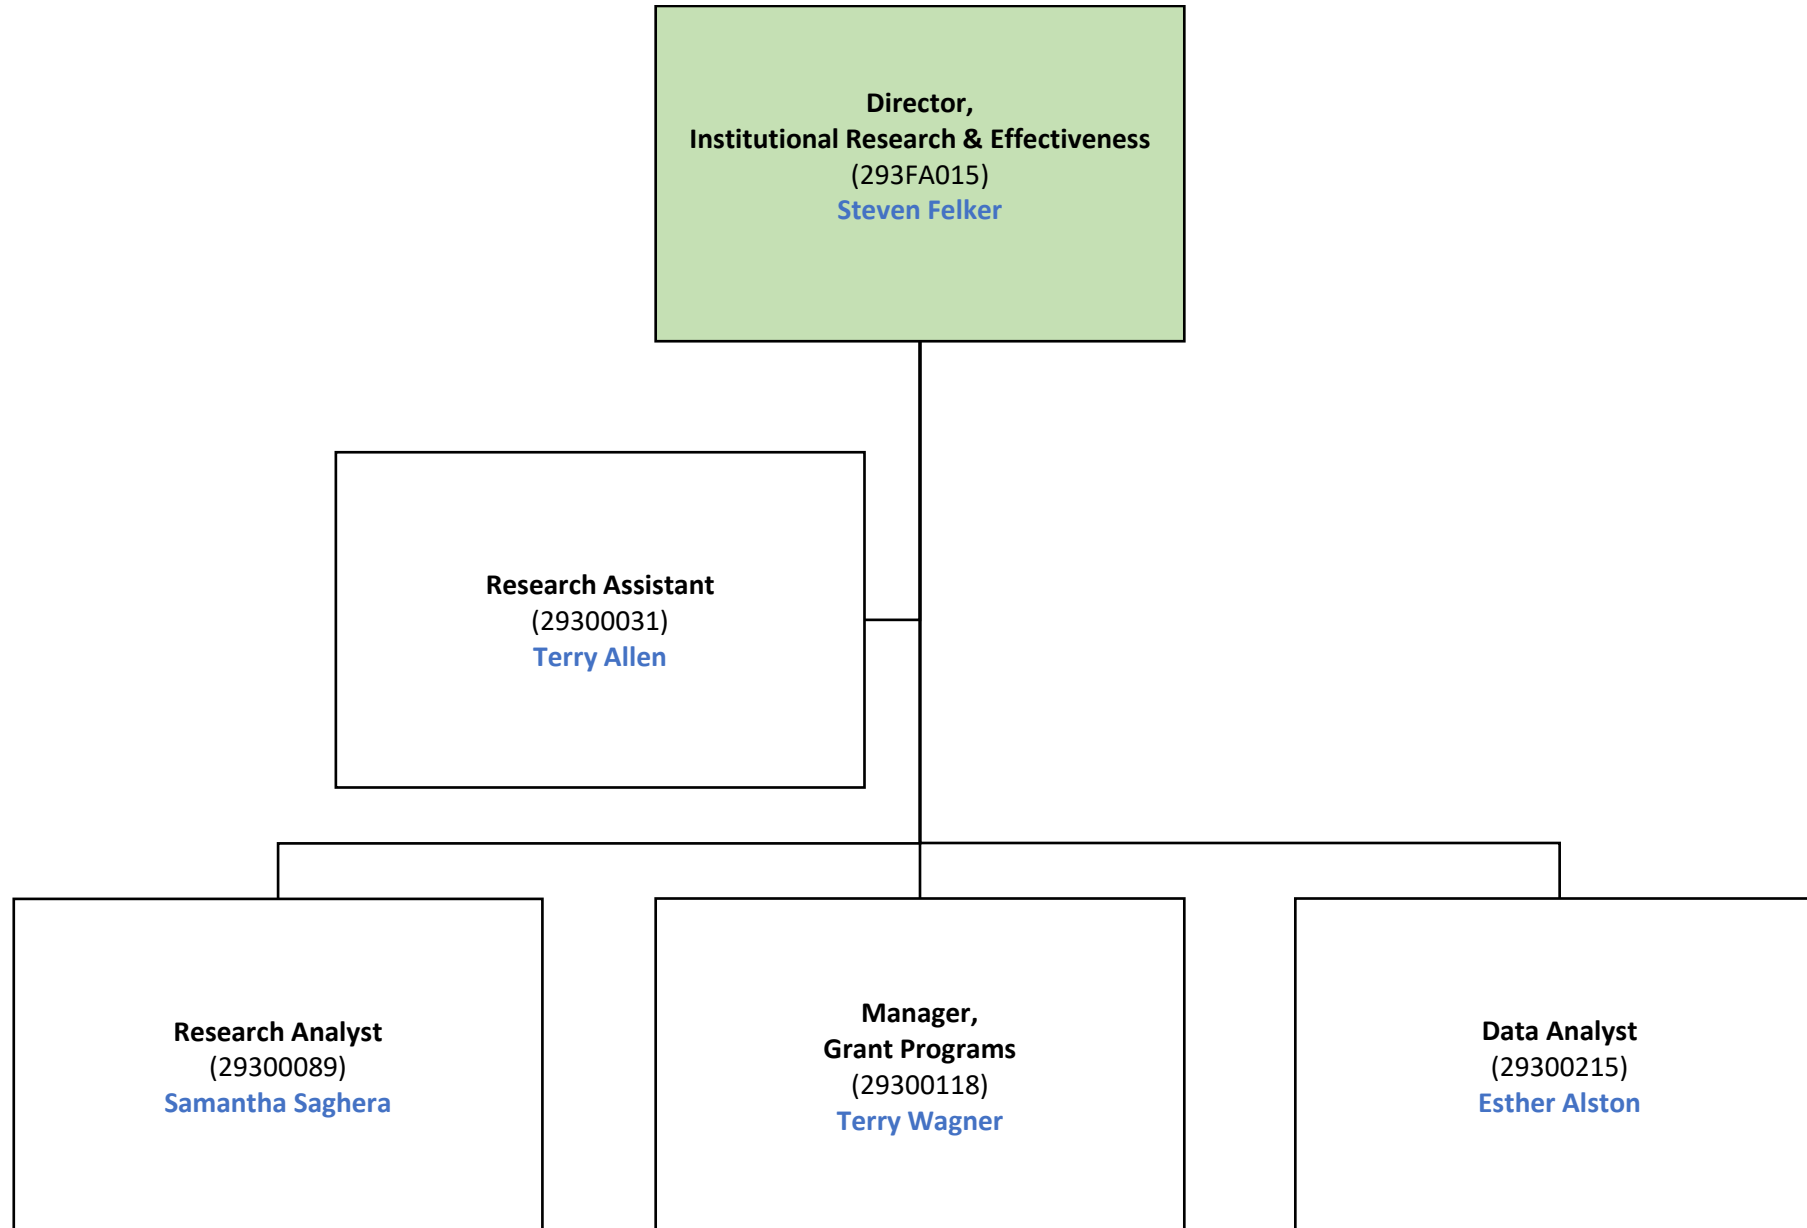 Director,
Institutional Research & Effectiveness
(293FA015)
Steven Felker
Research Assistant
(29300031)
Terry Allen
Research Analyst
(29300089)
Samantha Saghera
Manager,
Grant Programs
(29300118)
Terry Wagner
Data Analyst
(29300215)
Esther Alston